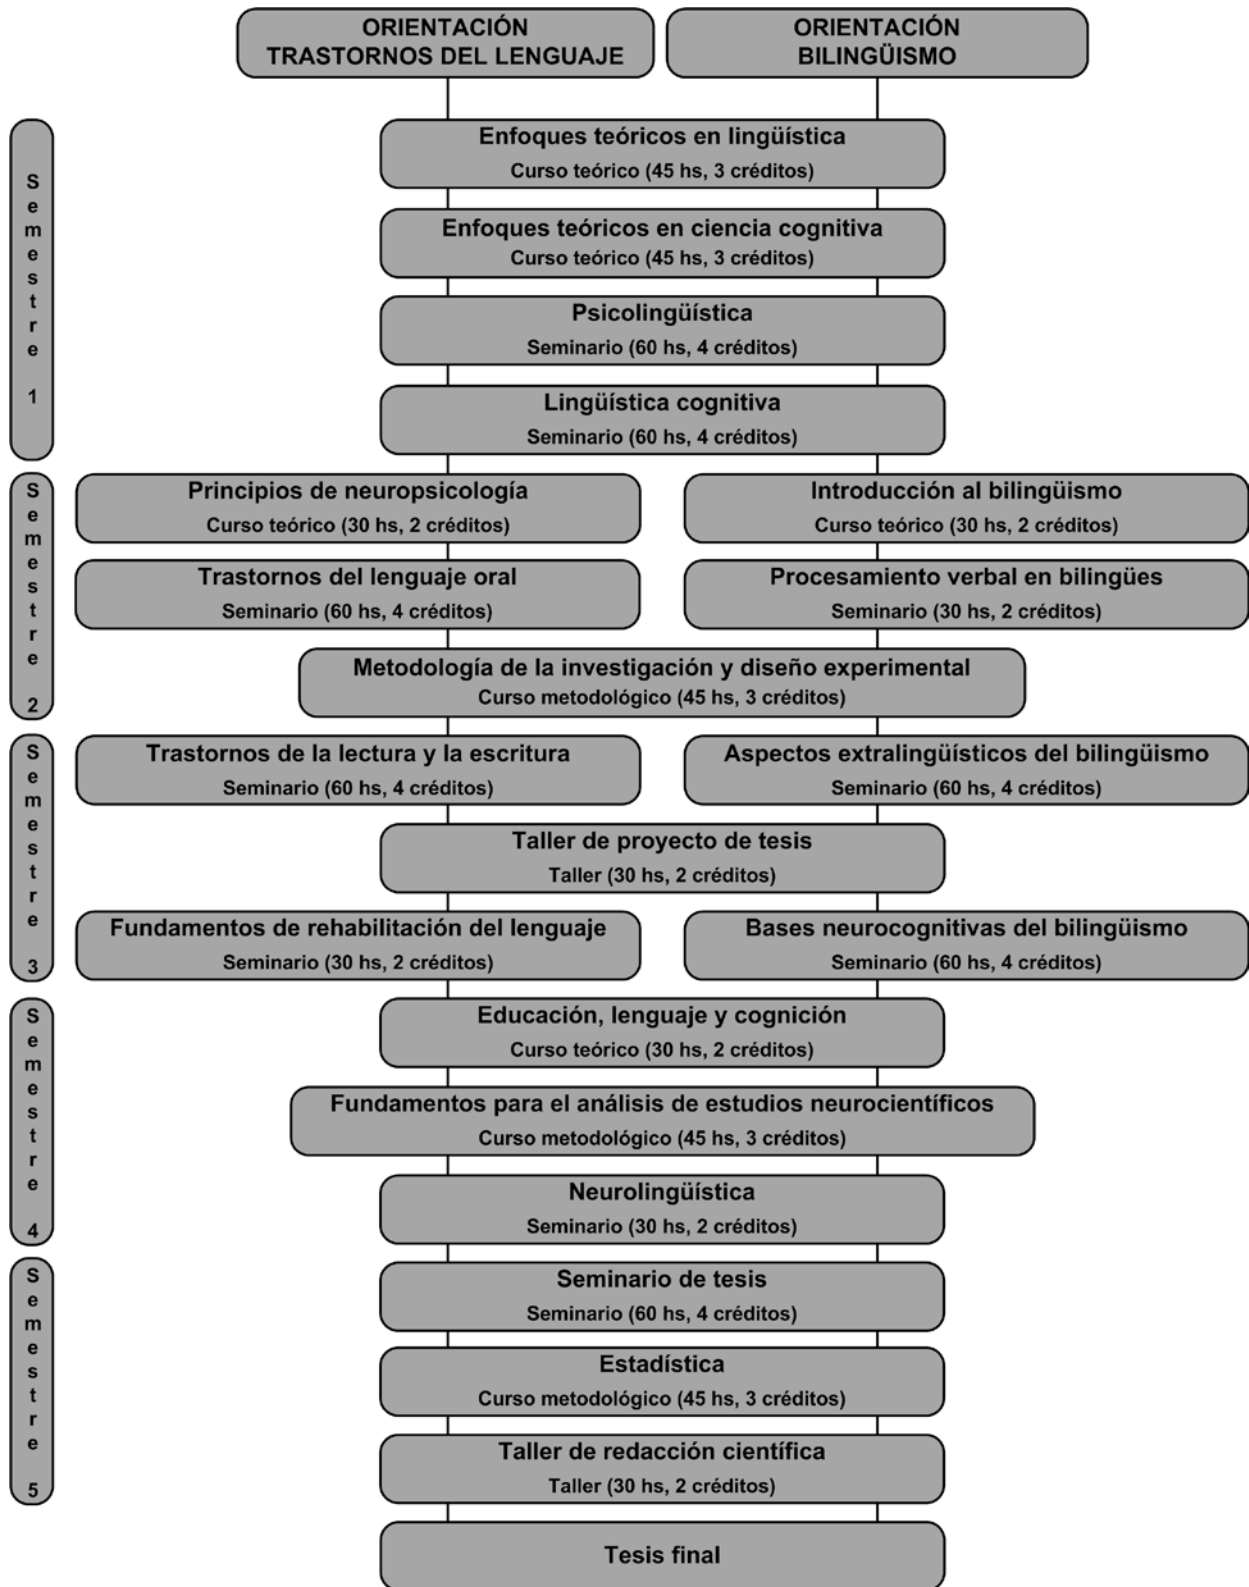 ORIENTACIÓN
TRASTORNOS DEL LENGUAJE
ORIENTACIÓN
BILINGÜISMO
Semestre 1
Enfoques teóricos en lingüística
Curso teórico (45 hs, 3 créditos)
Enfoques teóricos en ciencia cognitiva
Curso teórico (45 hs, 3 créditos)
Psicolingüística
Seminario (60 hs, 4 créditos)
Lingüística cognitiva
Seminario (60 hs, 4 créditos)
Semestre 2
Principios de neuropsicología
Curso teórico (30 hs, 2 créditos)
Introducción al bilingüismo
Curso teórico (30 hs, 2 créditos)
Trastornos del lenguaje oral
Seminario (60 hs, 4 créditos)
Procesamiento verbal en bilingües
Seminario (30 hs, 2 créditos)
Metodología de la investigación y diseño experimental
Curso metodológico (45 hs, 3 créditos)
Semestre 3
Trastornos de la lectura y la escritura
Seminario (60 hs, 4 créditos)
Aspectos extralingüísticos del bilingüismo
Seminario (60 hs, 4 créditos)
Taller de proyecto de tesis
Taller (30 hs, 2 créditos)
Fundamentos de rehabilitación del lenguaje
Seminario (30 hs, 2 créditos)
Bases neurocognitivas del bilingüismo
Seminario (60 hs, 4 créditos)
Semestre 4
Educación, lenguaje y cognición
Curso teórico (30 hs, 2 créditos)
Fundamentos para el análisis de estudios neurocientíficos
Curso metodológico (45 hs, 3 créditos)
Neurolingüística
Seminario (30 hs, 2 créditos)
Semestre 5
Seminario de tesis
Seminario (60 hs, 4 créditos)
Estadística
Curso metodológico (45 hs, 3 créditos)
Taller de redacción científica
Taller (30 hs, 2 créditos)
Tesis final